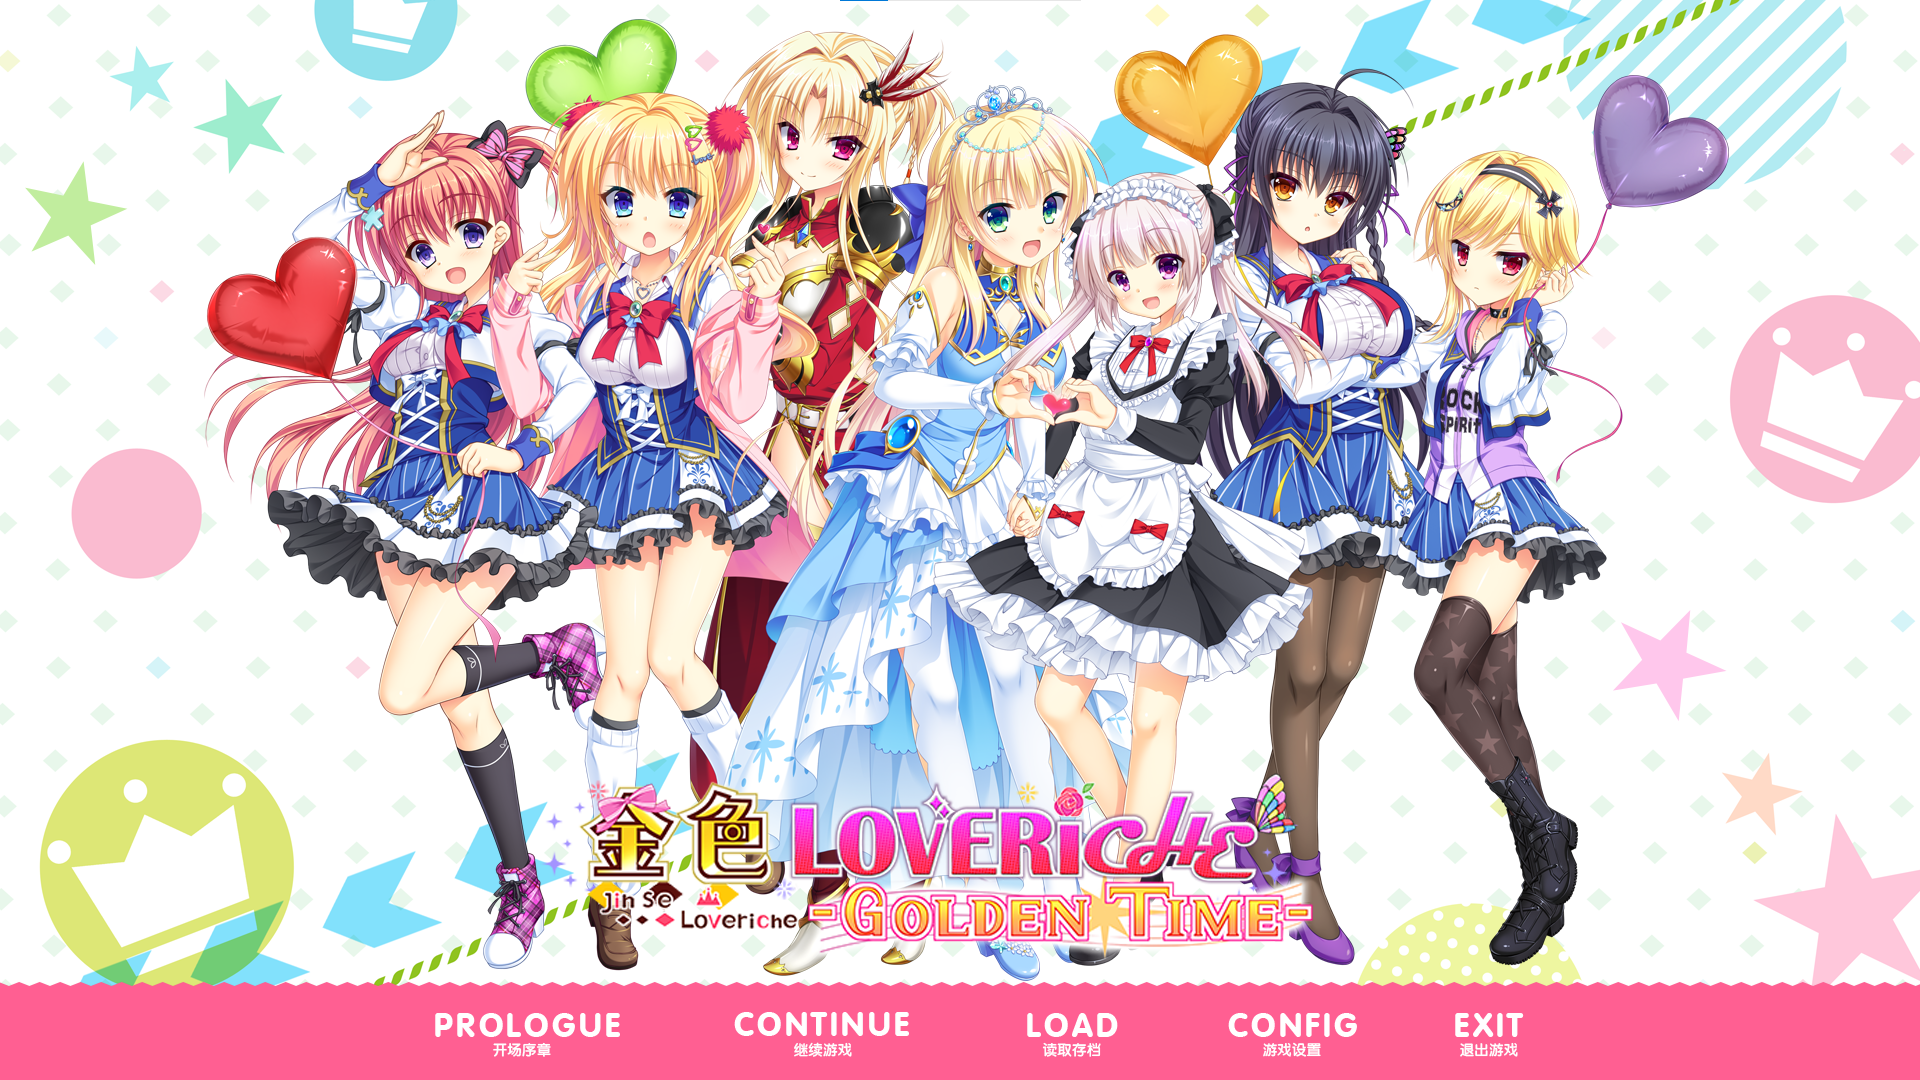 ROCK
SPIRIT
金色 LOVERiCHE
Jin Se
Loveriche
-GOLDEN TIME-
PROLOGUE
开场序章
CONTINUE
继续游戏
LOAD
读取存档
CONFIG
游戏设置
EXIT
退出游戏